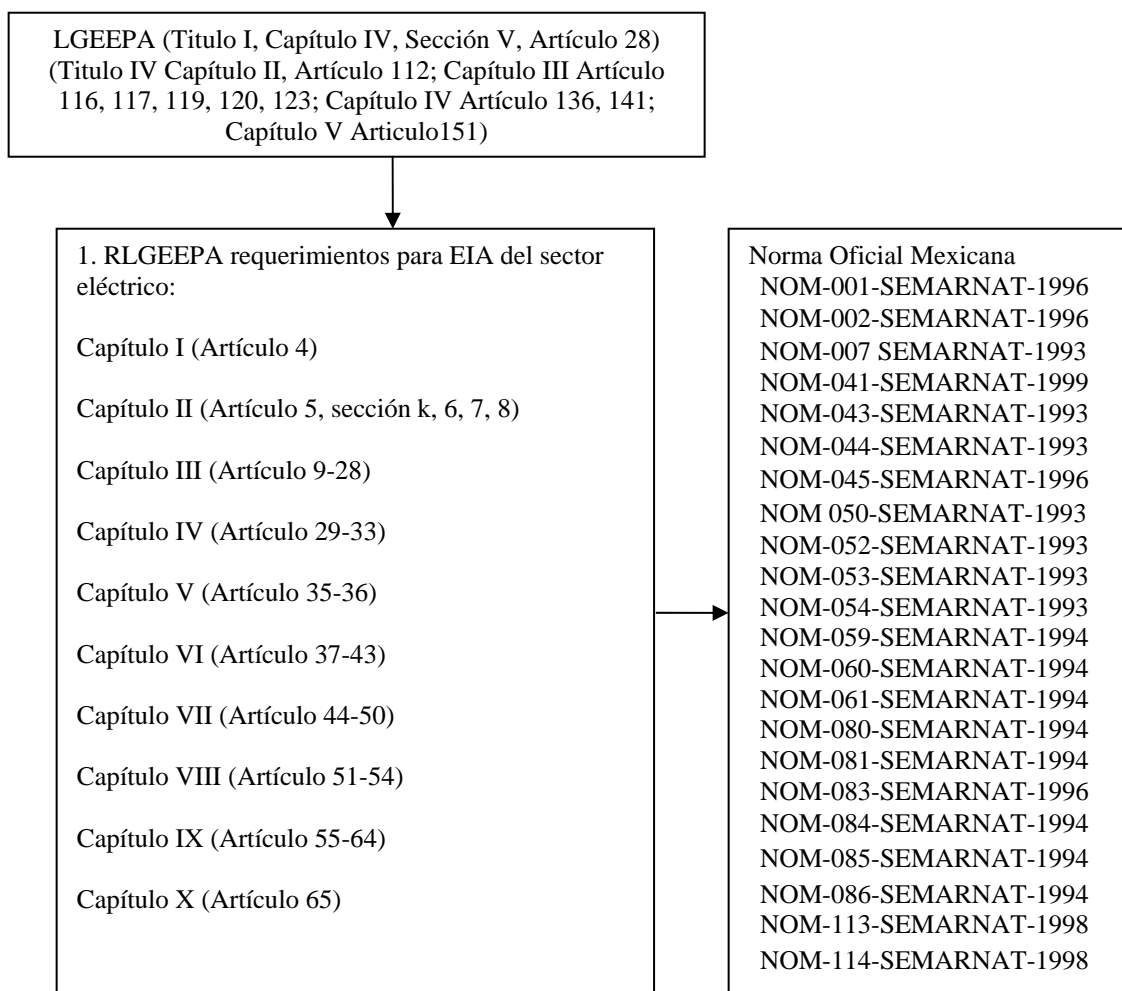 LGEEPA (Titulo I, Capítulo IV, Sección V, Artículo 28)
(Titulo IV Capítulo II, Artículo 112; Capítulo III Artículo
116, 117, 119, 120, 123; Capítulo IV Artículo 136, 141;
Capítulo V Articulo151)
1. RLGEEPA requerimientos para EIA del sector
eléctrico:
Capítulo I (Artículo 4)
Capítulo II (Artículo 5, sección k, 6, 7, 8)
Capítulo III (Artículo 9-28)
Capítulo IV (Artículo 29-33)
Capítulo V (Artículo 35-36)
Capítulo VI (Artículo 37-43)
Capítulo VII (Artículo 44-50)
Capítulo VIII (Artículo 51-54)
Capítulo IX (Artículo 55-64)
Capítulo X (Artículo 65)
Norma Oficial Mexicana
NOM-001-SEMARNAT-1996
NOM-002-SEMARNAT-1996
NOM-007 SEMARNAT-1993
NOM-041-SEMARNAT-1999
NOM-043-SEMARNAT-1993
NOM-044-SEMARNAT-1993
NOM-045-SEMARNAT-1996
NOM 050-SEMARNAT-1993
NOM-052-SEMARNAT-1993
NOM-053-SEMARNAT-1993
NOM-054-SEMARNAT-1993
NOM-059-SEMARNAT-1994
NOM-060-SEMARNAT-1994
NOM-061-SEMARNAT-1994
NOM-080-SEMARNAT-1994
NOM-081-SEMARNAT-1994
NOM-083-SEMARNAT-1996
NOM-084-SEMARNAT-1994
NOM-085-SEMARNAT-1994
NOM-086-SEMARNAT-1994
NOM-113-SEMARNAT-1998
NOM-114-SEMARNAT-1998